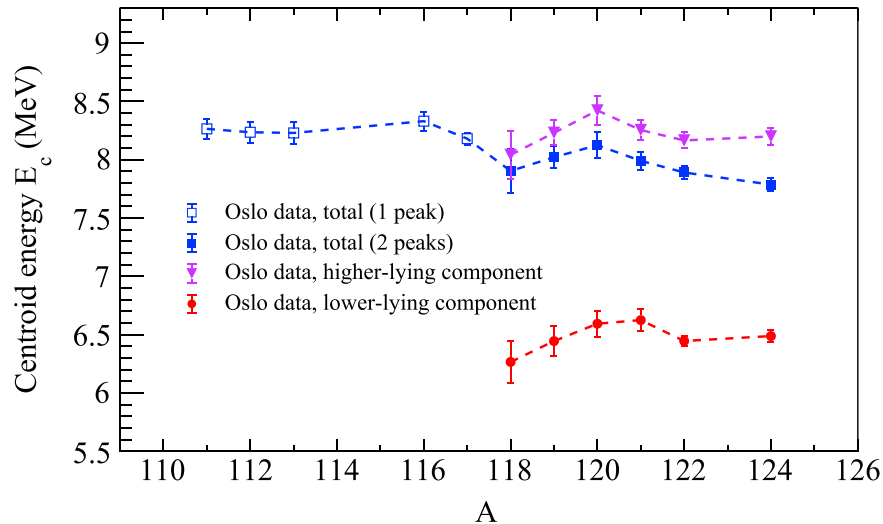 Centroid energy E_c (MeV)
9
8.5
8
7.5
7
6.5
6
5.5
Oslo data, total (1 peak)
Oslo data, total (2 peaks)
Oslo data, higher-lying component
Oslo data, lower-lying component
110 112 114 116 118 120 122 124 126
A